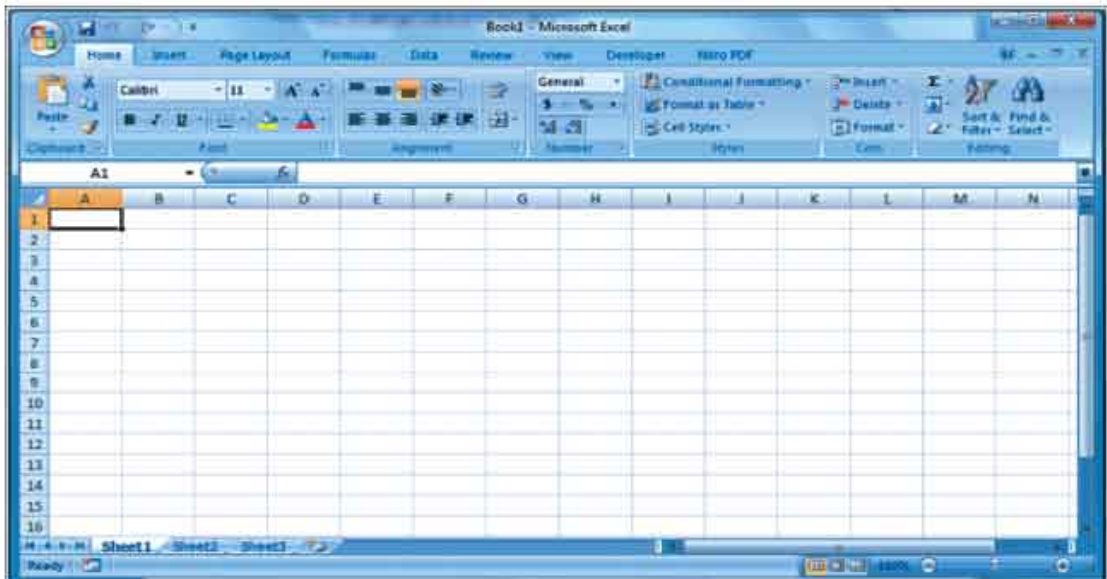 Book1 - Microsoft Excel
Home Insert Page Layout Formulas Data Review View Developer Nitro PDF
Paste
Calibri 11 A A
B I U A
General
$ %
Conditional Formatting
Format as Table
Cell Styles
Insert
Delete
Format
Σ
Sort & Filter
Find & Select
Clipboard Font Alignment Number Styles Cells Editing
A1 fx
A B C D E F G H I J K L M N
1
2
3
4
5
6
7
8
9
10
11
12
13
14
15
16
Sheet1 Sheet2 Sheet3
Ready 100%